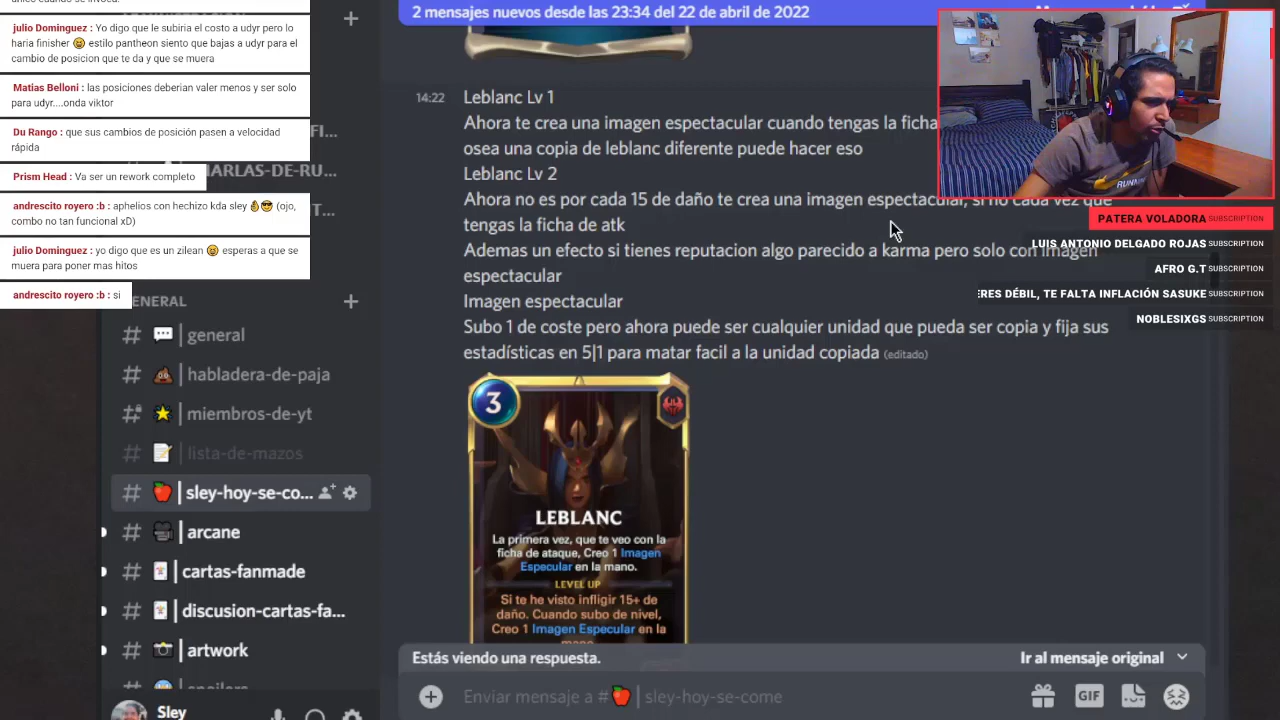 único cuando se invoca.
julio Dominguez : Yo digo que le subiria el costo a udyr pero lo
haria finisher 😄 estilo pantheon siento que bajas a udyr para el
cambio de posicion que te da y que se muera
Matias Belloni : las posiciones deberian valer menos y ser solo
para udyr....onda viktor
Du Rango : que sus cambios de posición pasen a velocidad
rápida
Prism Head : Va ser un rework completo
andrescito royero :b : aphelios con hechizo kda sley 👌😎 (ojo,
combo no tan funcional xD)
julio Dominguez : yo digo que es un zilean 😄 esperas a que se
muera para poner mas hitos
andrescito royero :b : si
ARLAS-DE-RU...
GENERAL
# 💬 | general
# 💩 | habladera-de-paja
# ⭐ | miembros-de-yt
# 📝 | lista-de-mazos
# 🍎 | sley-hoy-se-co...
# 🎥 | arcane
# 🃏 | cartas-fanmade
# 🃏 | discusion-cartas-fa...
# 📷 | artwork
Sley
2 mensajes nuevos desde las 23:34 del 22 de abril de 2022
14:22
Leblanc Lv 1
Ahora te crea una imagen espectacular cuando tengas la ficha
osea una copia de leblanc diferente puede hacer eso
Leblanc Lv 2
Ahora no es por cada 15 de daño te crea una imagen espectacular, si no cada vez que
tengas la ficha de atk
Ademas un efecto si tienes reputacion algo parecido a karma pero solo con imagen
espectacular
Imagen espectacular
Subo 1 de coste pero ahora puede ser cualquier unidad que pueda ser copia y fija sus
estadísticas en 5|1 para matar facil a la unidad copiada (editado)
3
LEBLANC
La primera vez, que te veo con la
ficha de ataque, Creo 1 Imagen
Especular en la mano.
LEVEL UP
Si te he visto infligir 15+ de
daño. Cuando subo de nivel,
Creo 1 Imagen Especular en la
Estás viendo una respuesta.
Ir al mensaje original
Enviar mensaje a #🍎 | sley-hoy-se-come
GIF
RUNNIN
PATERA VOLADORA SUBSCRIPTION
LUIS ANTONIO DELGADO ROJAS SUBSCRIPTION
AFRO G.T SUBSCRIPTION
ERES DÉBIL, TE FALTA INFLACIÓN SASUKE SUBSCRIPTION
NOBLESIXGS SUBSCRIPTION